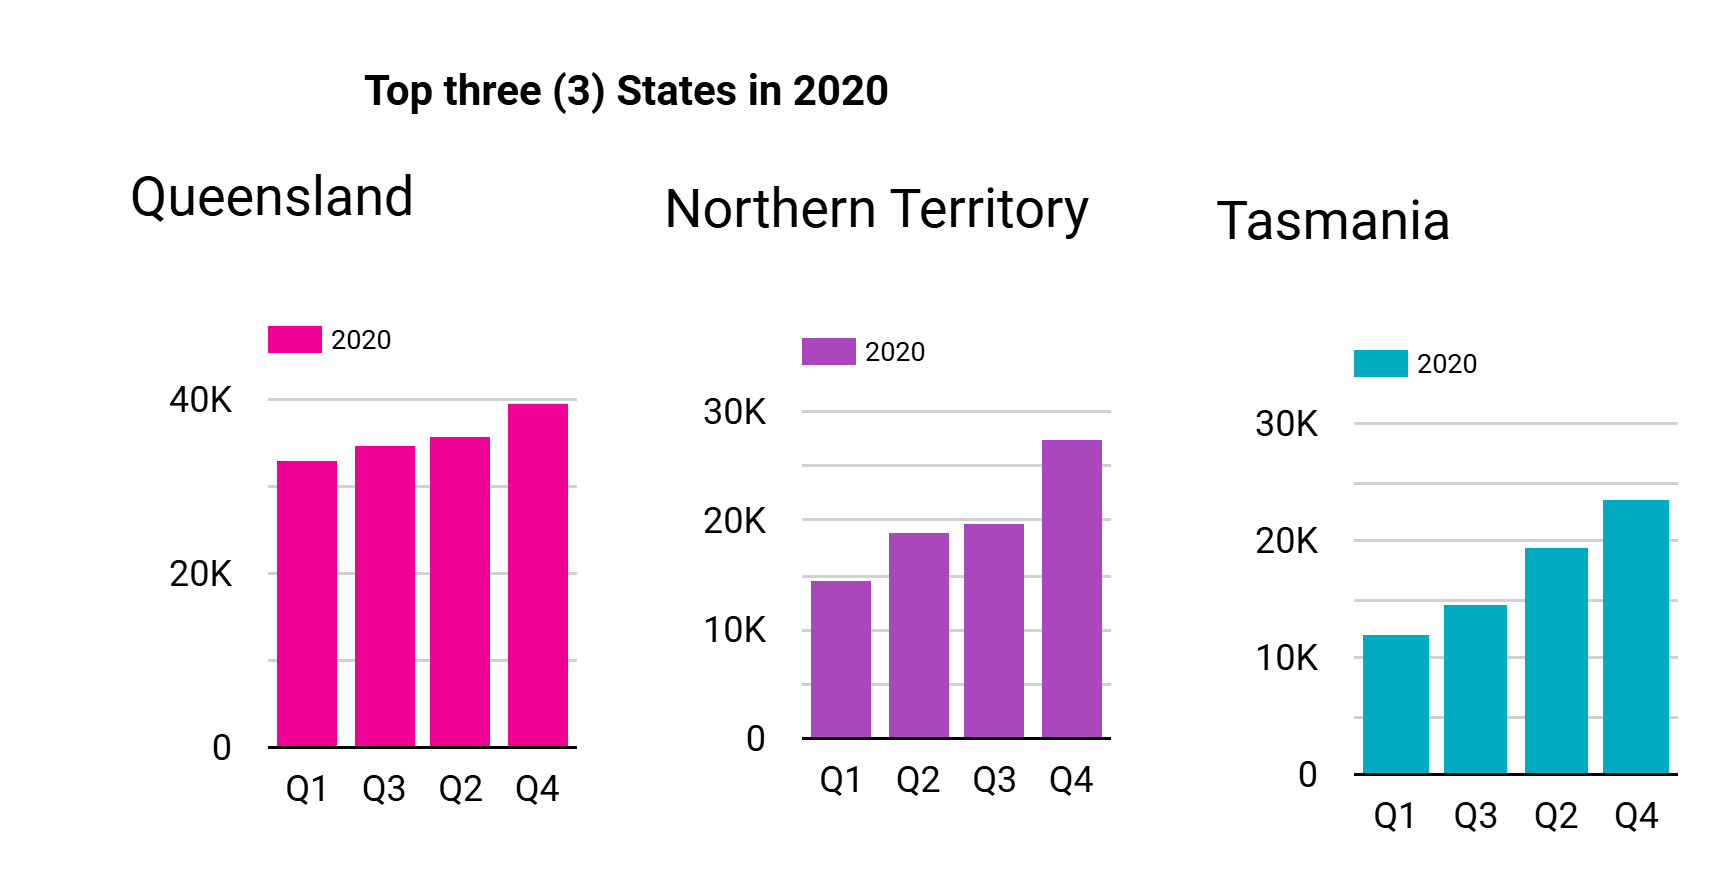 Top three (3) States in 2020
Queensland
2020
40K
20K
0
Q1 Q3 Q2 Q4
Northern Territory
2020
30K
20K
10K
0
Q1 Q2 Q3 Q4
Tasmania
2020
30K
20K
10K
0
Q1 Q3 Q2 Q4